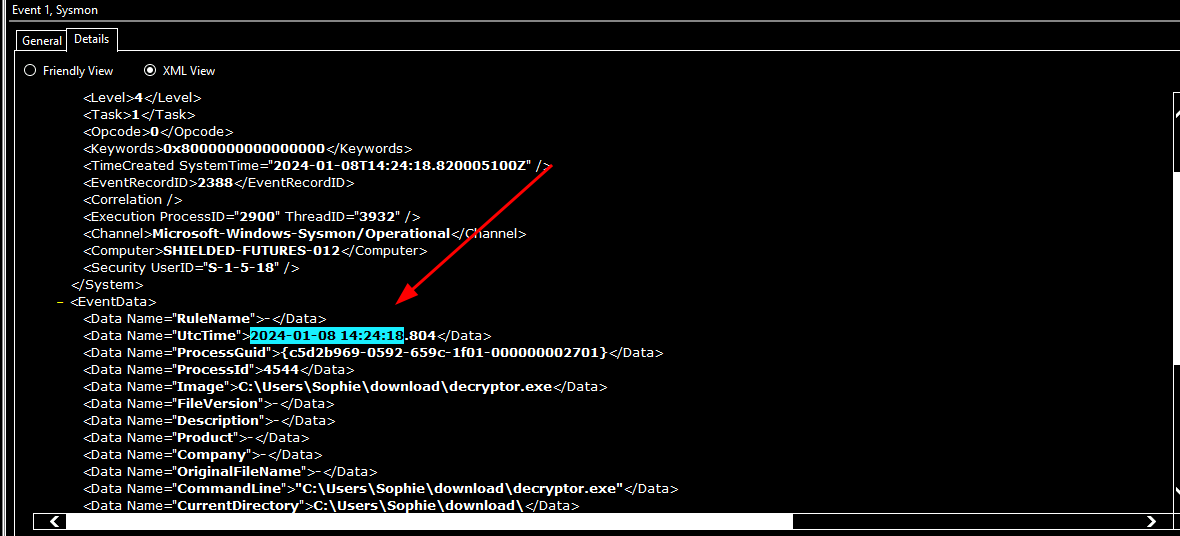 Event 1, Sysmon
General Details
Friendly View XML View
<Level>4</Level>
<Task>1</Task>
<Opcode>0</Opcode>
<Keywords>0x8000000000000000</Keywords>
<TimeCreated SystemTime="2024-01-08T14:24:18.820005100Z" />
<EventRecordID>2388</EventRecordID>
<Correlation />
<Execution ProcessID="2900" ThreadID="3932" />
<Channel>Microsoft-Windows-Sysmon/Operational</Channel>
<Computer>SHIELDED-FUTURES-012</Computer>
<Security UserID="S-1-5-18" />
</System>
– <EventData>
<Data Name="RuleName">-</Data>
<Data Name="UtcTime">2024-01-08 14:24:18.804</Data>
<Data Name="ProcessGuid">{c5d2b969-0592-659c-1f01-000000002701}</Data>
<Data Name="ProcessId">4544</Data>
<Data Name="Image">C:\Users\Sophie\download\decryptor.exe</Data>
<Data Name="FileVersion">-</Data>
<Data Name="Description">-</Data>
<Data Name="Product">-</Data>
<Data Name="Company">-</Data>
<Data Name="OriginalFileName">-</Data>
<Data Name="CommandLine">"C:\Users\Sophie\download\decryptor.exe"</Data>
<Data Name="CurrentDirectory">C:\Users\Sophie\download\</Data>